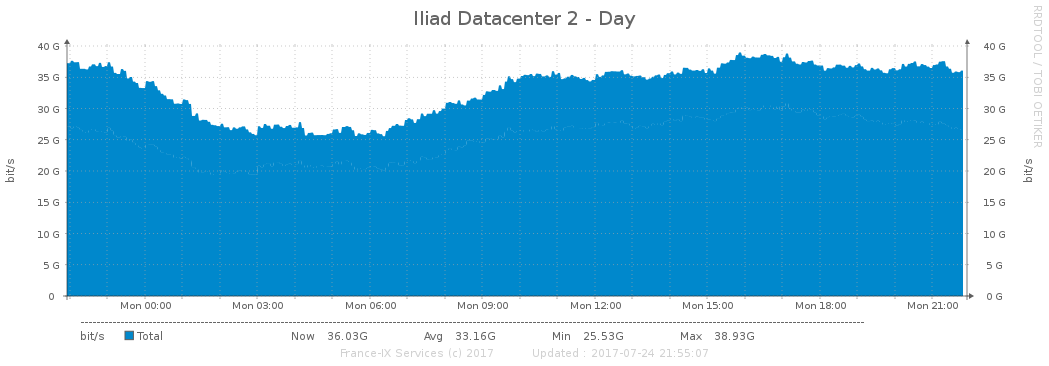 Iliad Datacenter 2 - Day
RRDTOOL / TOBI OETIKER
40 G 40 G
35 G 35 G
30 G 30 G
25 G 25 G
20 G 20 G
15 G 15 G
10 G 10 G
5 G 5 G
0 0 G
bit/s bit/s
Mon 00:00 Mon 03:00 Mon 06:00 Mon 09:00 Mon 12:00 Mon 15:00 Mon 18:00 Mon 21:00
bit/s Total Now 36.03G Avg 33.16G Min 25.53G Max 38.93G
France-IX Services (c) 2017 Updated : 2017-07-24 21:55:07